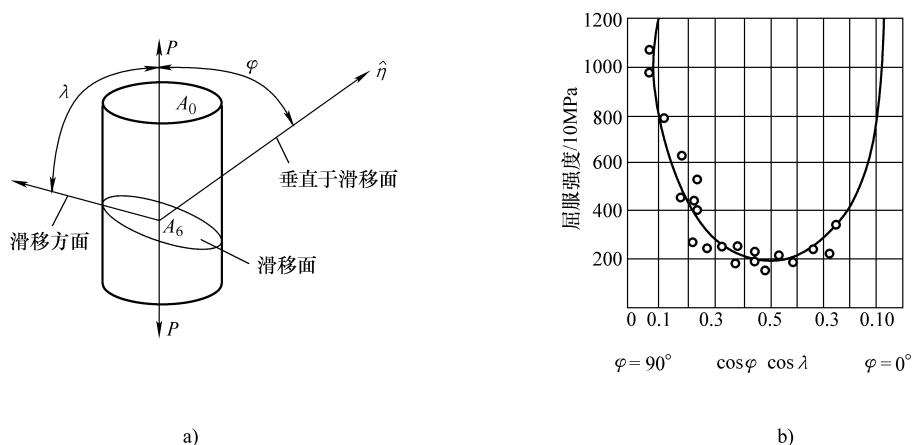 P
λ
φ
η̂
A₀
垂直于滑移面
A₆
滑移方面
滑移面
P
a)
屈服强度/10MPa
1200
1000
800
600
400
200
0 0.1 0.3 0.5 0.3 0.10
φ=90° cosφ cosλ φ=0°
b)